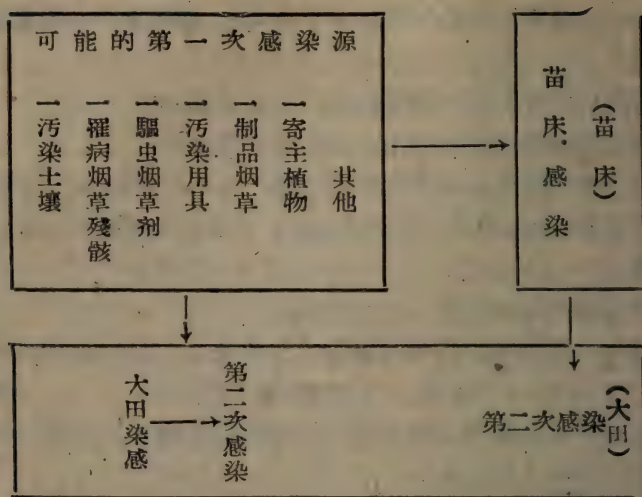 可能的第一次感染源
一汚染土壤
一罹病烟草殘骸
一驅虫烟草剂
一汚染用具
一制品烟草
一寄主植物
其他
(苗床)
苗床感染
大田染感
第二次感染
第二次感染
(大田)